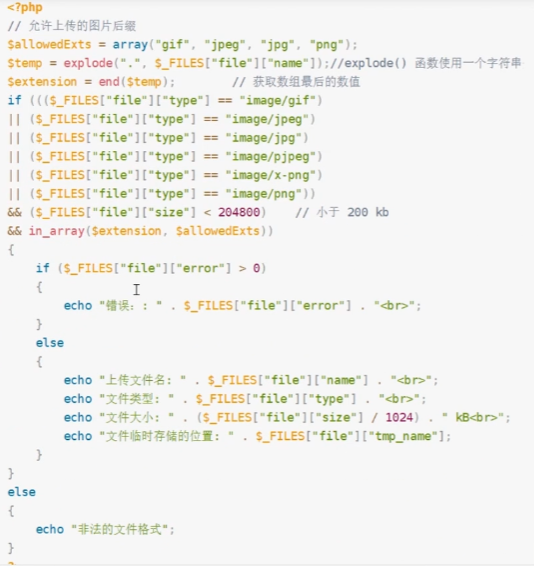 <?php
// 允许上传的图片后缀
$allowedExts = array("gif", "jpeg", "jpg", "png");
$temp = explode(".", $_FILES["file"]["name"]);//explode() 函数使用一个字符串
$extension = end($temp);        // 获取数组最后的数值
if ((($_FILES["file"]["type"] == "image/gif")
|| ($_FILES["file"]["type"] == "image/jpeg")
|| ($_FILES["file"]["type"] == "image/jpg")
|| ($_FILES["file"]["type"] == "image/pjpeg")
|| ($_FILES["file"]["type"] == "image/x-png")
|| ($_FILES["file"]["type"] == "image/png"))
&& ($_FILES["file"]["size"] < 204800)    // 小于 200 kb
&& in_array($extension, $allowedExts))
{
    if ($_FILES["file"]["error"] > 0)
    {
        echo "错误：: " . $_FILES["file"]["error"] . "<br>";
    }
    else
    {
        echo "上传文件名: " . $_FILES["file"]["name"] . "<br>";
        echo "文件类型: " . $_FILES["file"]["type"] . "<br>";
        echo "文件大小: " . ($_FILES["file"]["size"] / 1024) . " kB<br>";
        echo "文件临时存储的位置: " . $_FILES["file"]["tmp_name"];
    }
}
else
{
    echo "非法的文件格式";
}